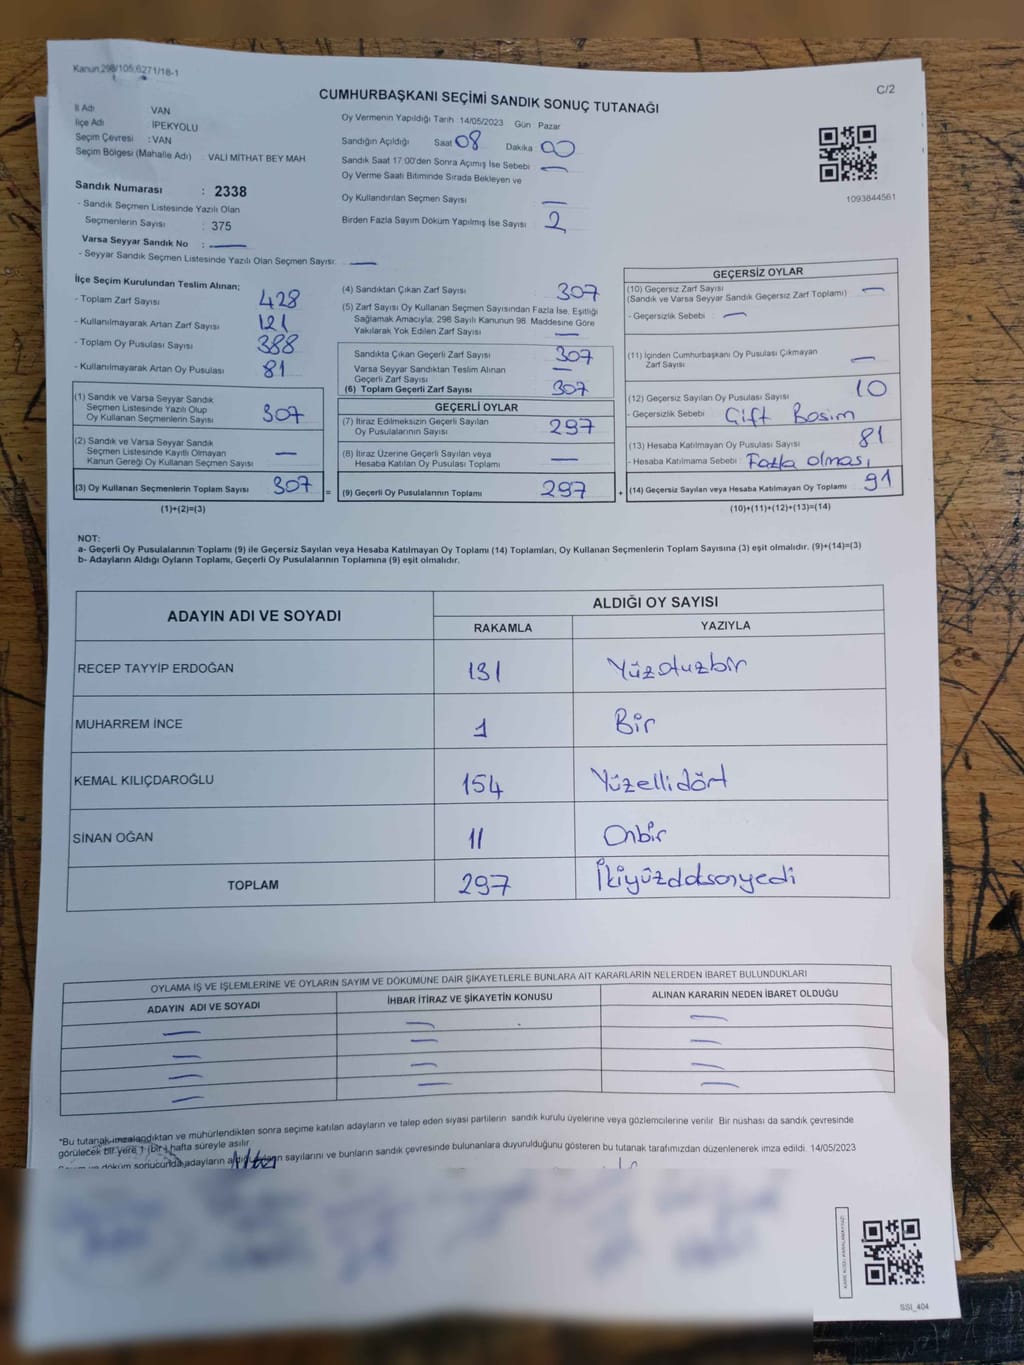 Kanun 298/105,6271/18-1
C/2
CUMHURBAŞKANI SEÇİMİ SANDIK SONUÇ TUTANAĞI
İl Adı VAN
İlçe Adı İPEKYOLU
Seçim Çevresi : VAN
Seçim Bölgesi (Mahalle Adı) : VALİ MİTHAT BEY MAH
Sandık Numarası : 2338
- Sandık Seçmen Listesinde Yazılı Olan
Seçmenlerin Sayısı : 375
Varsa Seyyar Sandık No : —
- Seyyar Sandık Seçmen Listesinde Yazılı Olan Seçmen Sayısı: —
Oy Vermenin Yapıldığı Tarih 14/05/2023 Gün Pazar
Sandığın Açıldığı Saat 08 Dakika 00
Sandık Saat 17:00'den Sonra Açımış İse Sebebi —
Oy Verme Saati Bitiminde Sırada Bekleyen ve
Oy Kullandırılan Seçmen Sayısı —
Birden Fazla Sayım Döküm Yapılmış İse Sayısı 2
1093844561
İlçe Seçim Kurulundan Teslim Alınan;
- Toplam Zarf Sayısı 428
- Kullanılmayarak Artan Zarf Sayısı 121
- Toplam Oy Pusulası Sayısı 388
- Kullanılmayarak Artan Oy Pusulası 81
(1) Sandık ve Varsa Seyyar Sandık
Seçmen Listesinde Yazılı Olup
Oy Kullanan Seçmenlerin Sayısı 307
(2) Sandık ve Varsa Seyyar Sandık
Seçmen Listesinde Kayıtlı Olmayan
Kanun Gereği Oy Kullanan Seçmen Sayısı —
(3) Oy Kullanan Seçmenlerin Toplam Sayısı 307
(1)+(2)=(3)
(4) Sandıktan Çıkan Zarf Sayısı 307
(5) Zarf Sayısı Oy Kullanan Seçmen Sayısından Fazla İse, Eşitliği
Sağlamak Amacıyla; 298 Sayılı Kanunun 98. Maddesine Göre
Yakılarak Yok Edilen Zarf Sayısı —
Sandıkta Çıkan Geçerli Zarf Sayısı 307
Varsa Seyyar Sandıktan Teslim Alınan
Geçerli Zarf Sayısı —
(6) Toplam Geçerli Zarf Sayısı 307
GEÇERLİ OYLAR
(7) İtiraz Edilmeksizin Geçerli Sayılan
Oy Pusulalarının Sayısı 297
(8) İtiraz Üzerine Geçerli Sayılan veya
Hesaba Katılan Oy Pusulası Toplamı —
= (9) Geçerli Oy Pusulalarının Toplamı 297 +
GEÇERSİZ OYLAR
(10) Geçersiz Zarf Sayısı
(Sandık ve Varsa Seyyar Sandık Geçersiz Zarf Toplamı) —
- Geçersizlik Sebebi : —
(11) İçinden Cumhurbaşkanı Oy Pusulası Çıkmayan
Zarf Sayısı —
(12) Geçersiz Sayılan Oy Pusulası Sayısı 10
- Geçersizlik Sebebi Çift Basım
(13) Hesaba Katılmayan Oy Pusulası Sayısı 81
- Hesaba Katılmama Sebebi : Fazla olması
(14) Geçersiz Sayılan veya Hesaba Katılmayan Oy Toplamı 91
(10)+(11)+(12)+(13)=(14)
NOT:
a- Geçerli Oy Pusulalarının Toplamı (9) ile Geçersiz Sayılan veya Hesaba Katılmayan Oy Toplamı (14) Toplamları, Oy Kullanan Seçmenlerin Toplam Sayısına (3) eşit olmalıdır. (9)+(14)=(3)
b- Adayların Aldığı Oyların Toplamı, Geçerli Oy Pusulalarının Toplamına (9) eşit olmalıdır.
ADAYIN ADI VE SOYADI ALDIĞI OY SAYISI
RAKAMLA YAZIYLA
RECEP TAYYİP ERDOĞAN 131 Yüzotuzbir
MUHARREM İNCE 1 Bir
KEMAL KILIÇDAROĞLU 154 Yüzellidört
SİNAN OĞAN 11 Onbir
TOPLAM 297 İkiyüzdoksanyedi
OYLAMA İŞ VE İŞLEMLERİNE VE OYLARIN SAYIM VE DÖKÜMÜNE DAİR ŞİKAYETLERLE BUNLARA AİT KARARLARIN NELERDEN İBARET BULUNDUKLARI
ADAYIN ADI VE SOYADI İHBAR İTİRAZ VE ŞİKAYETİN KONUSU ALINAN KARARIN NEDEN İBARET OLDUĞU
— — —
— — —
— — —
— — —
—
*Bu tutanak imzalandıktan ve mühürlendikten sonra seçime katılan adayların ve talep eden siyasi partilerin sandık kurulu üyelerine veya gözlemcilerine verilir. Bir nüshası da sandık çevresinde
görülecek bir yere 1 (bir) hafta süreyle asılır.
ve döküm sonucunda adayların sayılarını ve bunların sandık çevresinde bulunanlara duyurulduğunu gösteren bu tutanak tarafımızdan düzenlenerek imza edildi. 14/05/2023
SSI_404